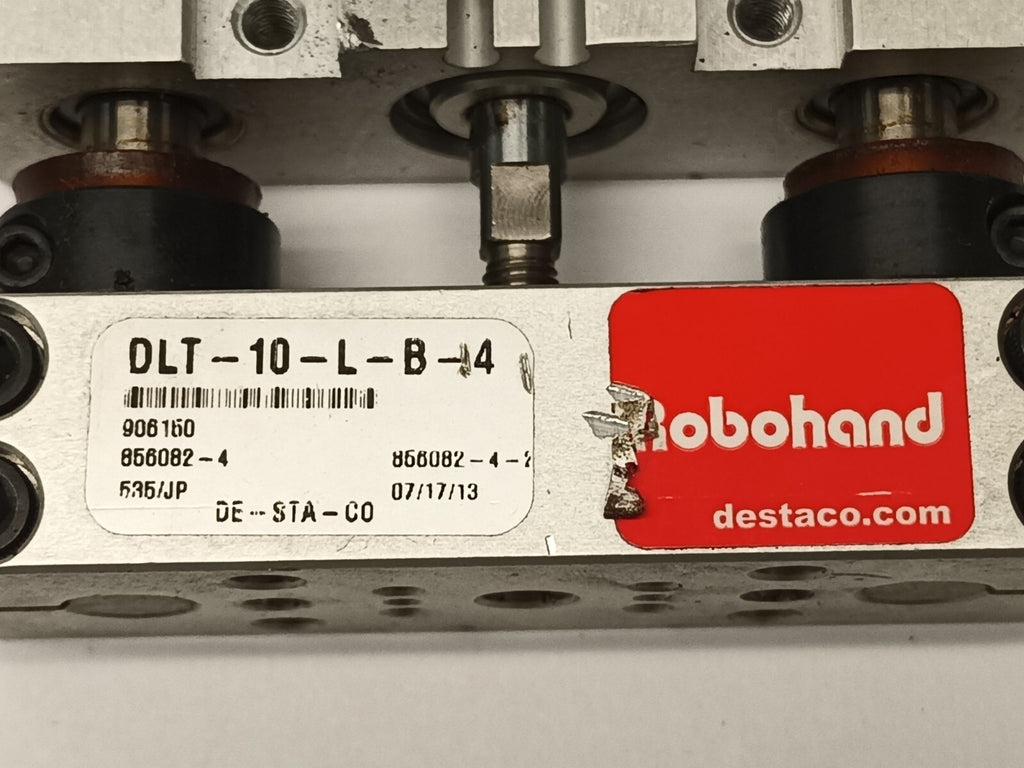 DLT-10-L-B-4
906150
856082-4
856082-4-2
535/JP
07/17/13
DE-STA-CO
Robohand
destaco.com